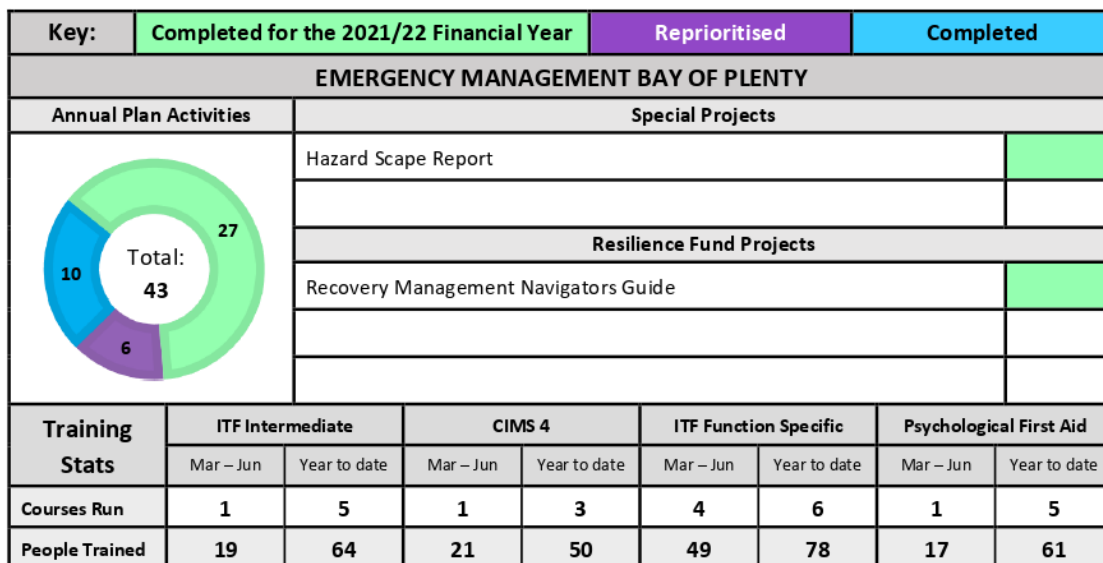 Key: Completed for the 2021/22 Financial Year Reprioritised Completed
EMERGENCY MANAGEMENT BAY OF PLENTY
Annual Plan Activities Special Projects
Hazard Scape Report
27
Total:
43
10
6
Resilience Fund Projects
Recovery Management Navigators Guide
Training Stats ITF Intermediate CIMS 4 ITF Function Specific Psychological First Aid
Mar – Jun Year to date Mar – Jun Year to date Mar – Jun Year to date Mar – Jun Year to date
Courses Run 1 5 1 3 4 6 1 5
People Trained 19 64 21 50 49 78 17 61